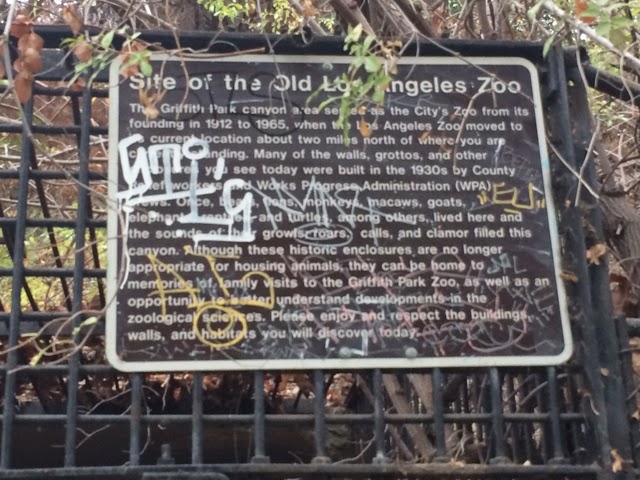 Site of the Old Los Angeles Zoo
The Griffith Park canyon area served as the City's Zoo from its
founding in 1912 to 1965, when the Los Angeles Zoo moved to
current location about two miles north of where you are
standing. Many of the walls, grottos, and other
you see today were built in the 1930s by County
Relief workers and Works Progress Administration (WPA)
crews. Once, bears, lions, monkeys, macaws, goats,
elephants, and turtles, among others, lived here and
the sounds of the growls, roars, calls, and clamor filled this
canyon. Although these historic enclosures are no longer
appropriate for housing animals, they can be home to
memories of family visits to the Griffith Park Zoo, as well as an
opportunity to better understand developments in the
zoological sciences. Please enjoy and respect the buildings,
walls, and habitats you will discover today.